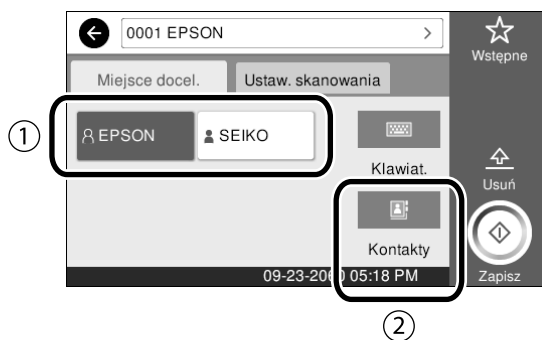 0001 EPSON >
Wstępne
Miejsce docel.
Ustaw. skanowania
1
EPSON
SEIKO
Klawiat.
Usuń
Kontakty
Zapisz
09-23-2060 05:18 PM
2